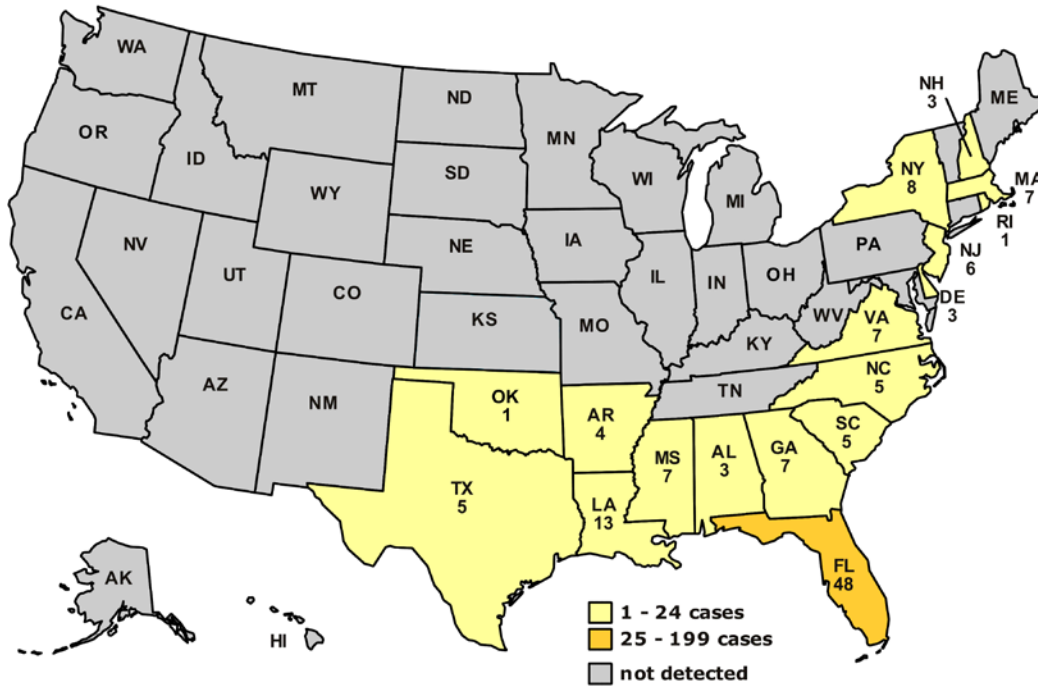 WA
MT
ND
MN
NH
3
ME
OR
ID
SD
WI
NY
8
MA
7
WY
MI
RI
1
NV
NE
IA
PA
NJ
6
UT
CO
IL
IN
OH
DE
3
CA
KS
MO
WV
VA
7
KY
AZ
NM
OK
1
TN
NC
5
AR
4
SC
5
MS
7
AL
3
GA
7
TX
5
LA
13
FL
48
AK
HI
1 - 24 cases
25 - 199 cases
not detected